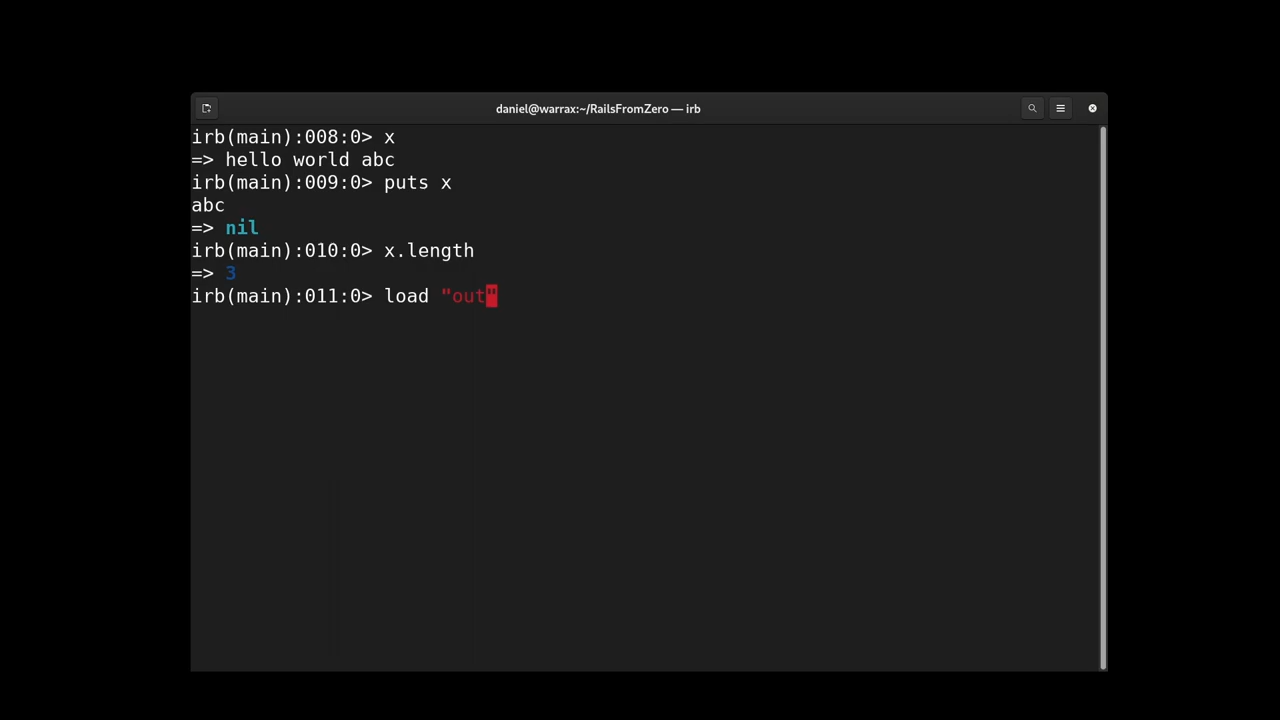 daniel@warrax:~/RailsFromZero — irb
irb(main):008:0> x
=> hello world abc
irb(main):009:0> puts x
abc
=> nil
irb(main):010:0> x.length
=> 3
irb(main):011:0> load "out"